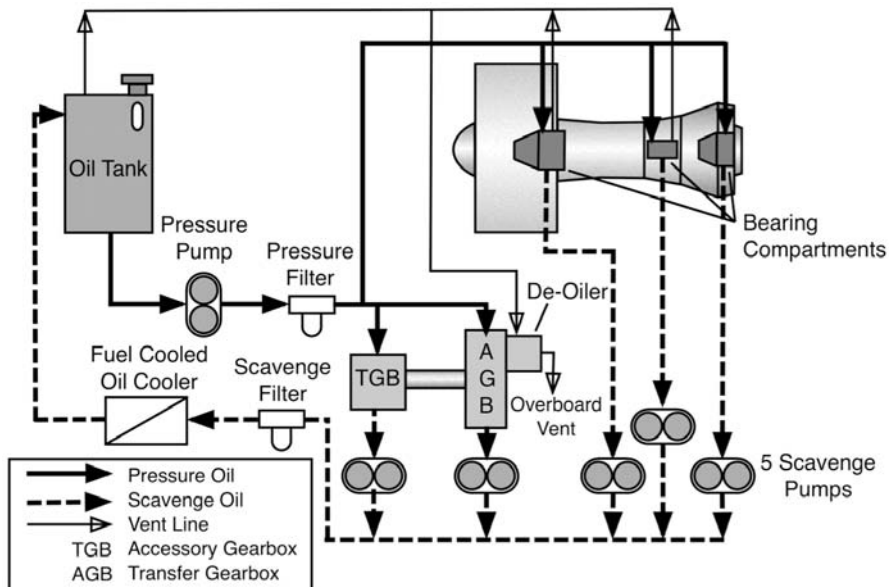 Oil Tank
Pressure
Pump
Pressure
Filter
Bearing
Compartments
De-Oiler
A
G
B
TGB
Overboard
Vent
Fuel Cooled
Oil Cooler
Scavenge
Filter
5 Scavenge
Pumps
Pressure Oil
Scavenge Oil
Vent Line
TGB Accessory Gearbox
AGB Transfer Gearbox